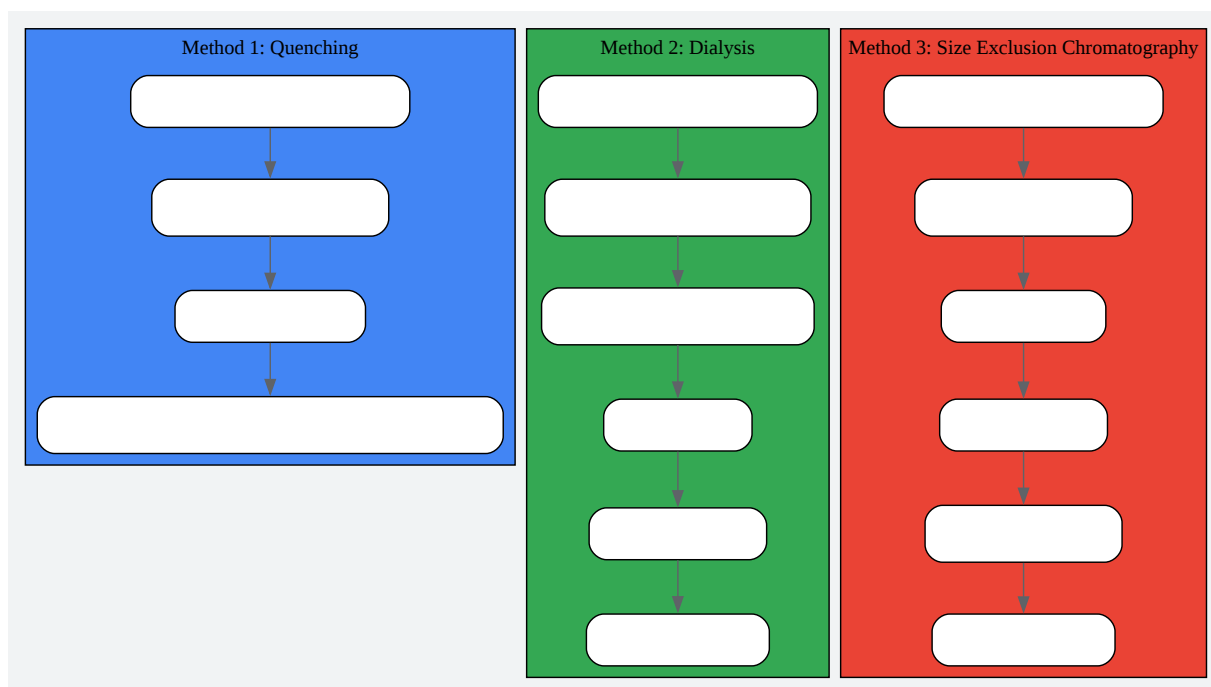 Method 1: Quenching
Method 2: Dialysis
Method 3: Size Exclusion Chromatography